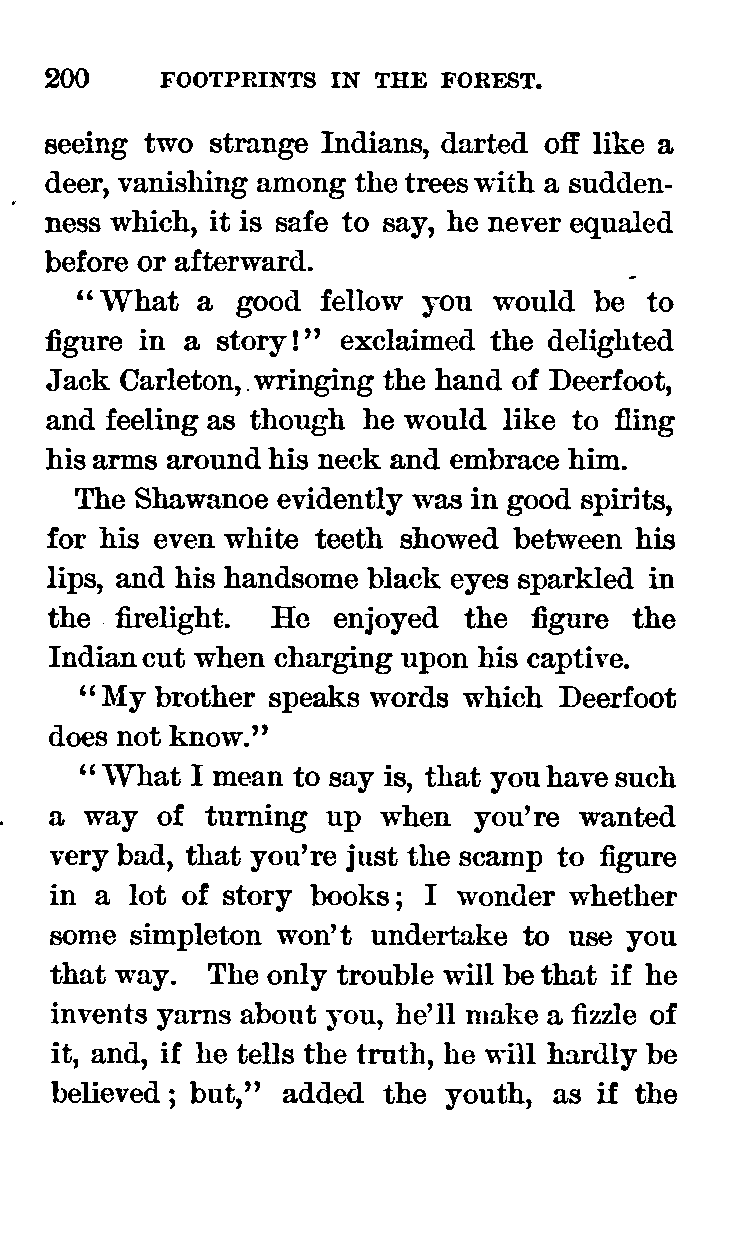 200 FOOTPRINTS IN THE FOREST.
seeing two strange Indians, darted off like a
deer, vanishing among the trees with a sudden-
ness which, it is safe to say, he never equaled
before or afterward.
“What a good fellow you would be to
figure in a story!” exclaimed the delighted
Jack Carleton, wringing the hand of Deerfoot,
and feeling as though he would like to fling
his arms around his neck and embrace him.
The Shawanoe evidently was in good spirits,
for his even white teeth showed between his
lips, and his handsome black eyes sparkled in
the firelight. He enjoyed the figure the
Indian cut when charging upon his captive.
“My brother speaks words which Deerfoot
does not know.”
“What I mean to say is, that you have such
a way of turning up when you’re wanted
very bad, that you’re just the scamp to figure
in a lot of story books; I wonder whether
some simpleton won’t undertake to use you
that way. The only trouble will be that if he
invents yarns about you, he’ll make a fizzle of
it, and, if he tells the truth, he will hardly be
believed; but,” added the youth, as if the